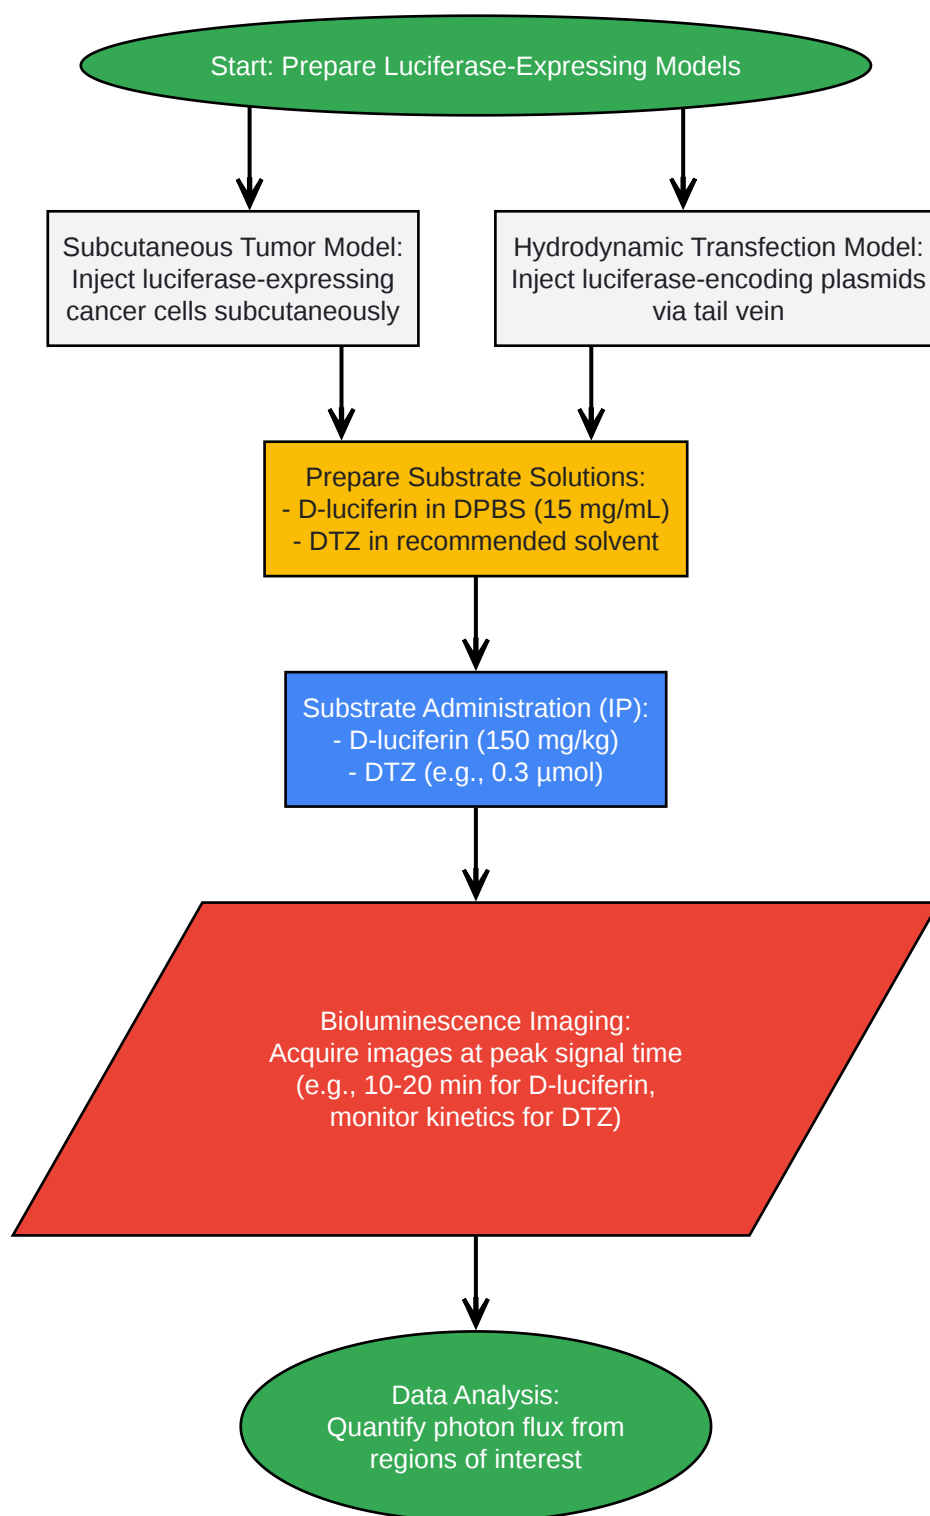 Start: Prepare Luciferase-Expressing Models
Subcutaneous Tumor Model:
Inject luciferase-expressing
cancer cells subcutaneously
Hydrodynamic Transfection Model:
Inject luciferase-encoding plasmids
via tail vein
Prepare Substrate Solutions:
- D-luciferin in DPBS (15 mg/mL)
- DTZ in recommended solvent
Substrate Administration (IP):
- D-luciferin (150 mg/kg)
- DTZ (e.g., 0.3 µmol)
Bioluminescence Imaging:
Acquire images at peak signal time
(e.g., 10-20 min for D-luciferin,
monitor kinetics for DTZ)
Data Analysis:
Quantify photon flux from
regions of interest